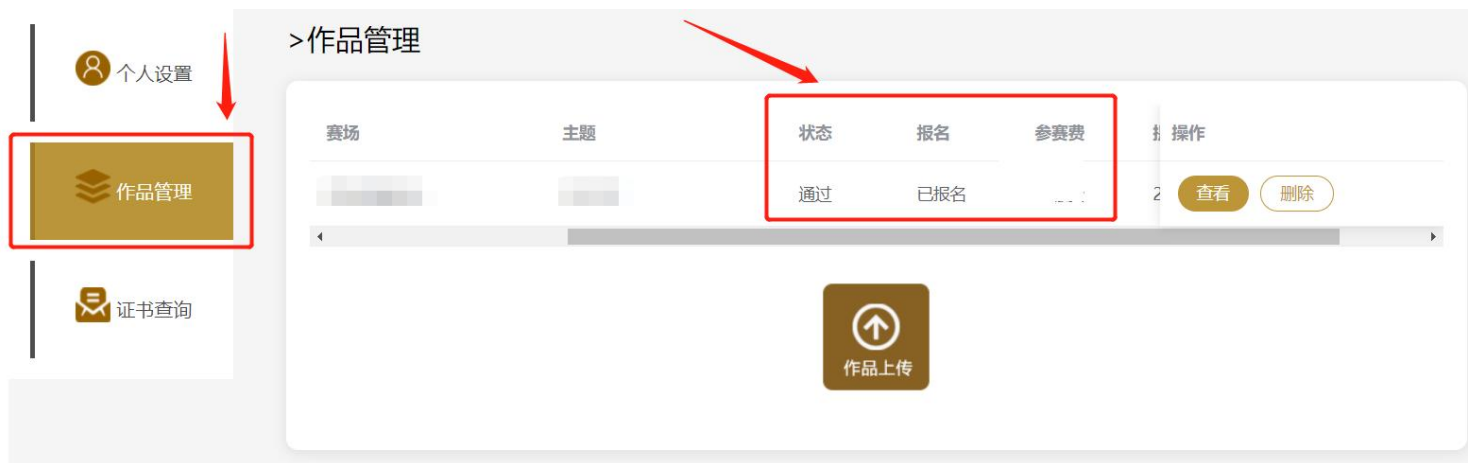 >作品管理
个人设置
作品管理
证书查询
赛场 主题 状态 报名 参赛费 操作
通过 已报名 2 查看 删除
作品上传